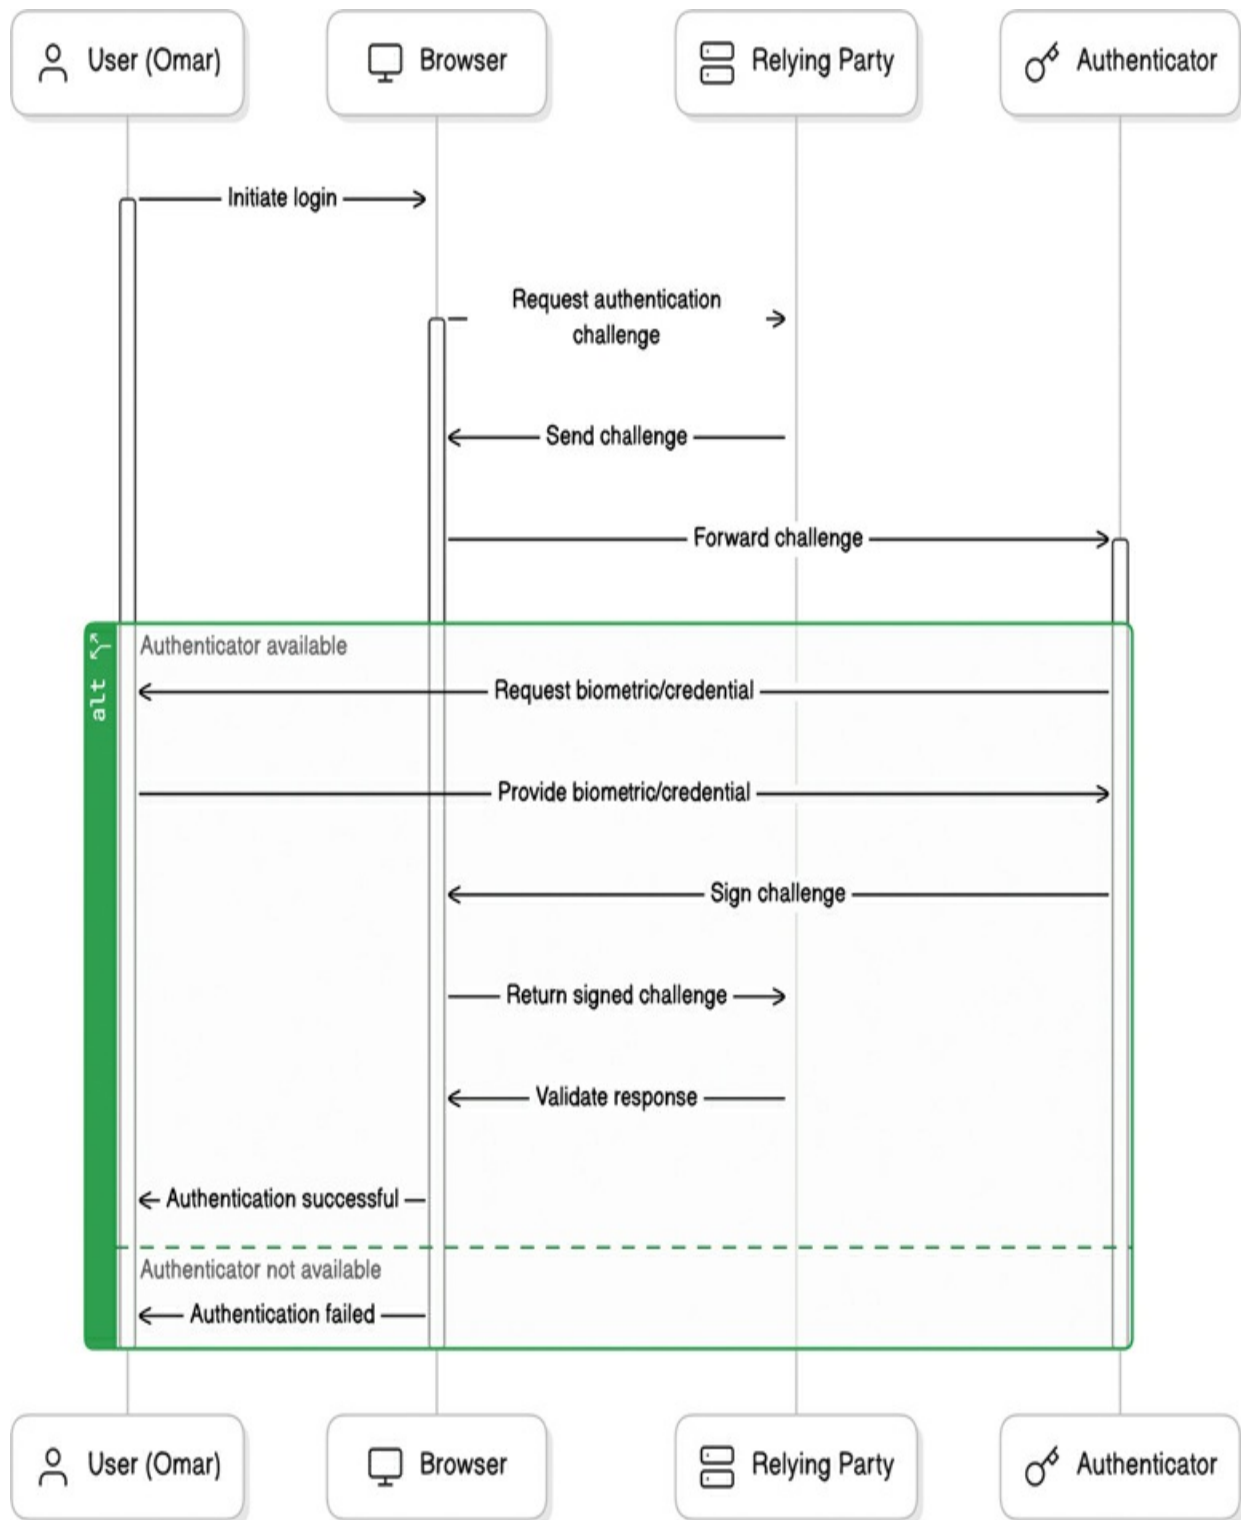 User (Omar)
Browser
Relying Party
Authenticator
Initiate login
Request authentication
challenge
Send challenge
Forward challenge
alt
Authenticator available
Request biometric/credential
Provide biometric/credential
Sign challenge
Return signed challenge
Validate response
Authentication successful
Authenticator not available
Authentication failed
User (Omar)
Browser
Relying Party
Authenticator